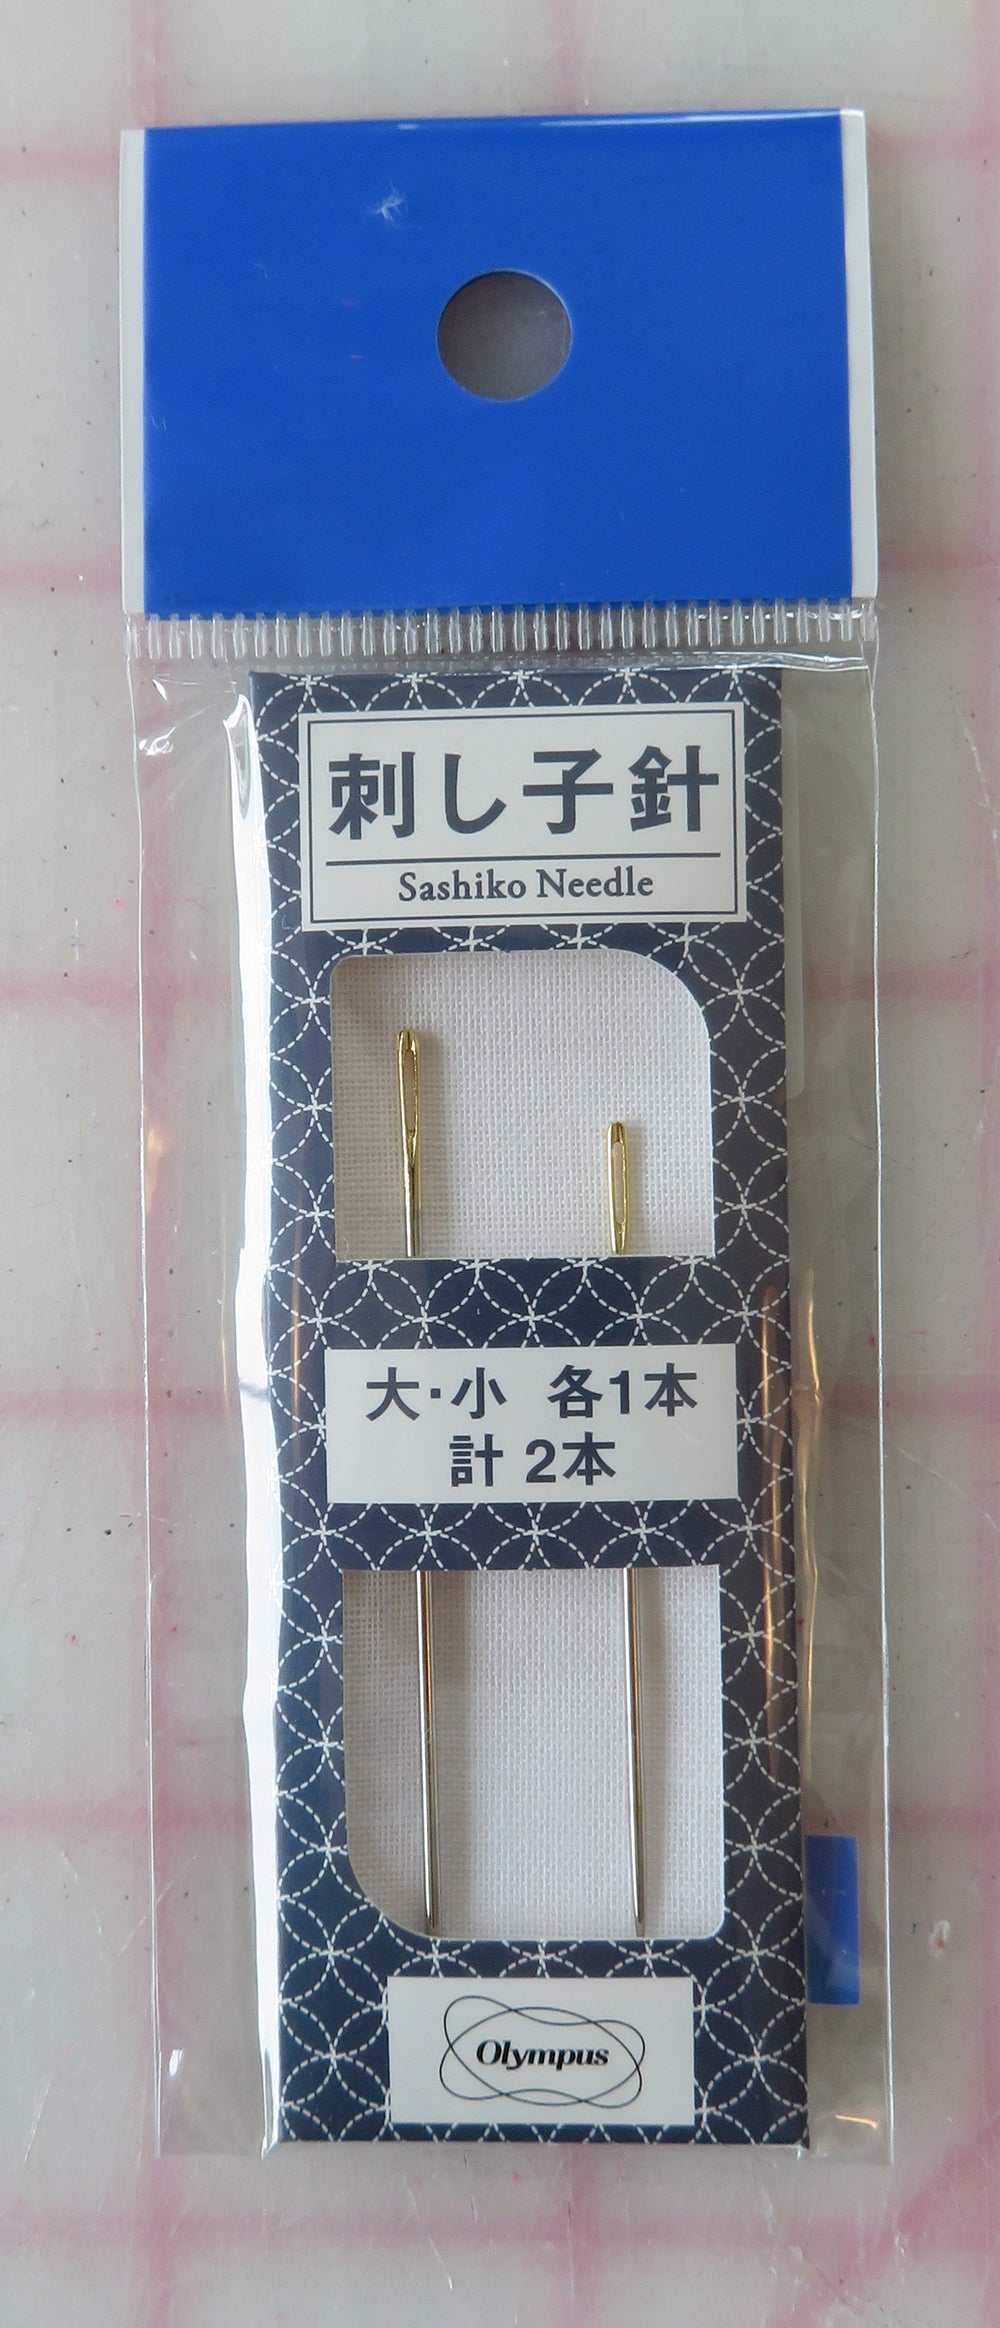 刺し子針
Sashiko Needle
大・小 各1本
計 2本
Olympus